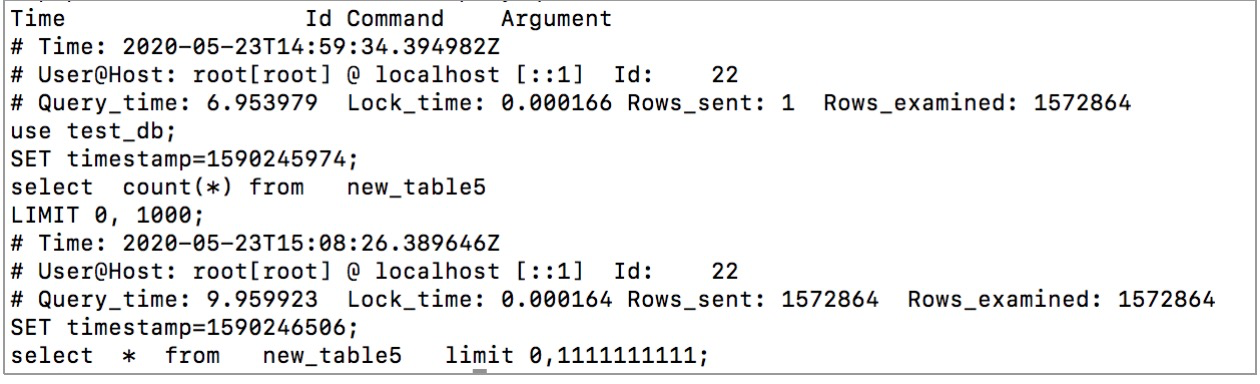 Time                 Id Command    Argument
# Time: 2020-05-23T14:59:34.394982Z
# User@Host: root[root] @ localhost [::1]  Id:    22
# Query_time: 6.953979  Lock_time: 0.000166 Rows_sent: 1  Rows_examined: 1572864
use test_db;
SET timestamp=1590245974;
select  count(*) from   new_table5
LIMIT 0, 1000;
# Time: 2020-05-23T15:08:26.389646Z
# User@Host: root[root] @ localhost [::1]  Id:    22
# Query_time: 9.959923  Lock_time: 0.000164 Rows_sent: 1572864  Rows_examined: 1572864
SET timestamp=1590246506;
select  *  from   new_table5   limit 0,1111111111;